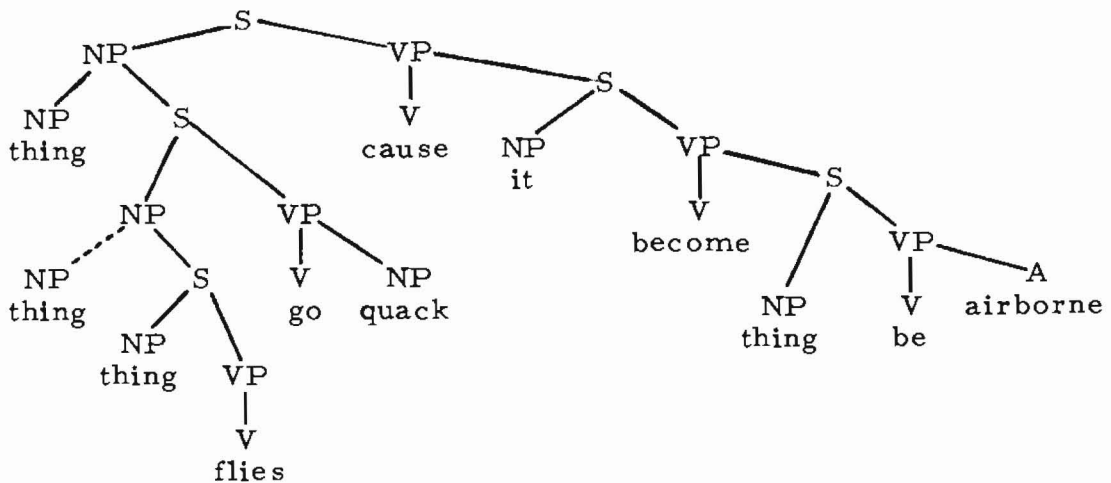 S
NP VP
S
NP S V
thing cause NP VP
it S
NP VP V
become VP
NP S V NP A
thing go quack airborne
NP V
thing VP NP be
thing
V
flies